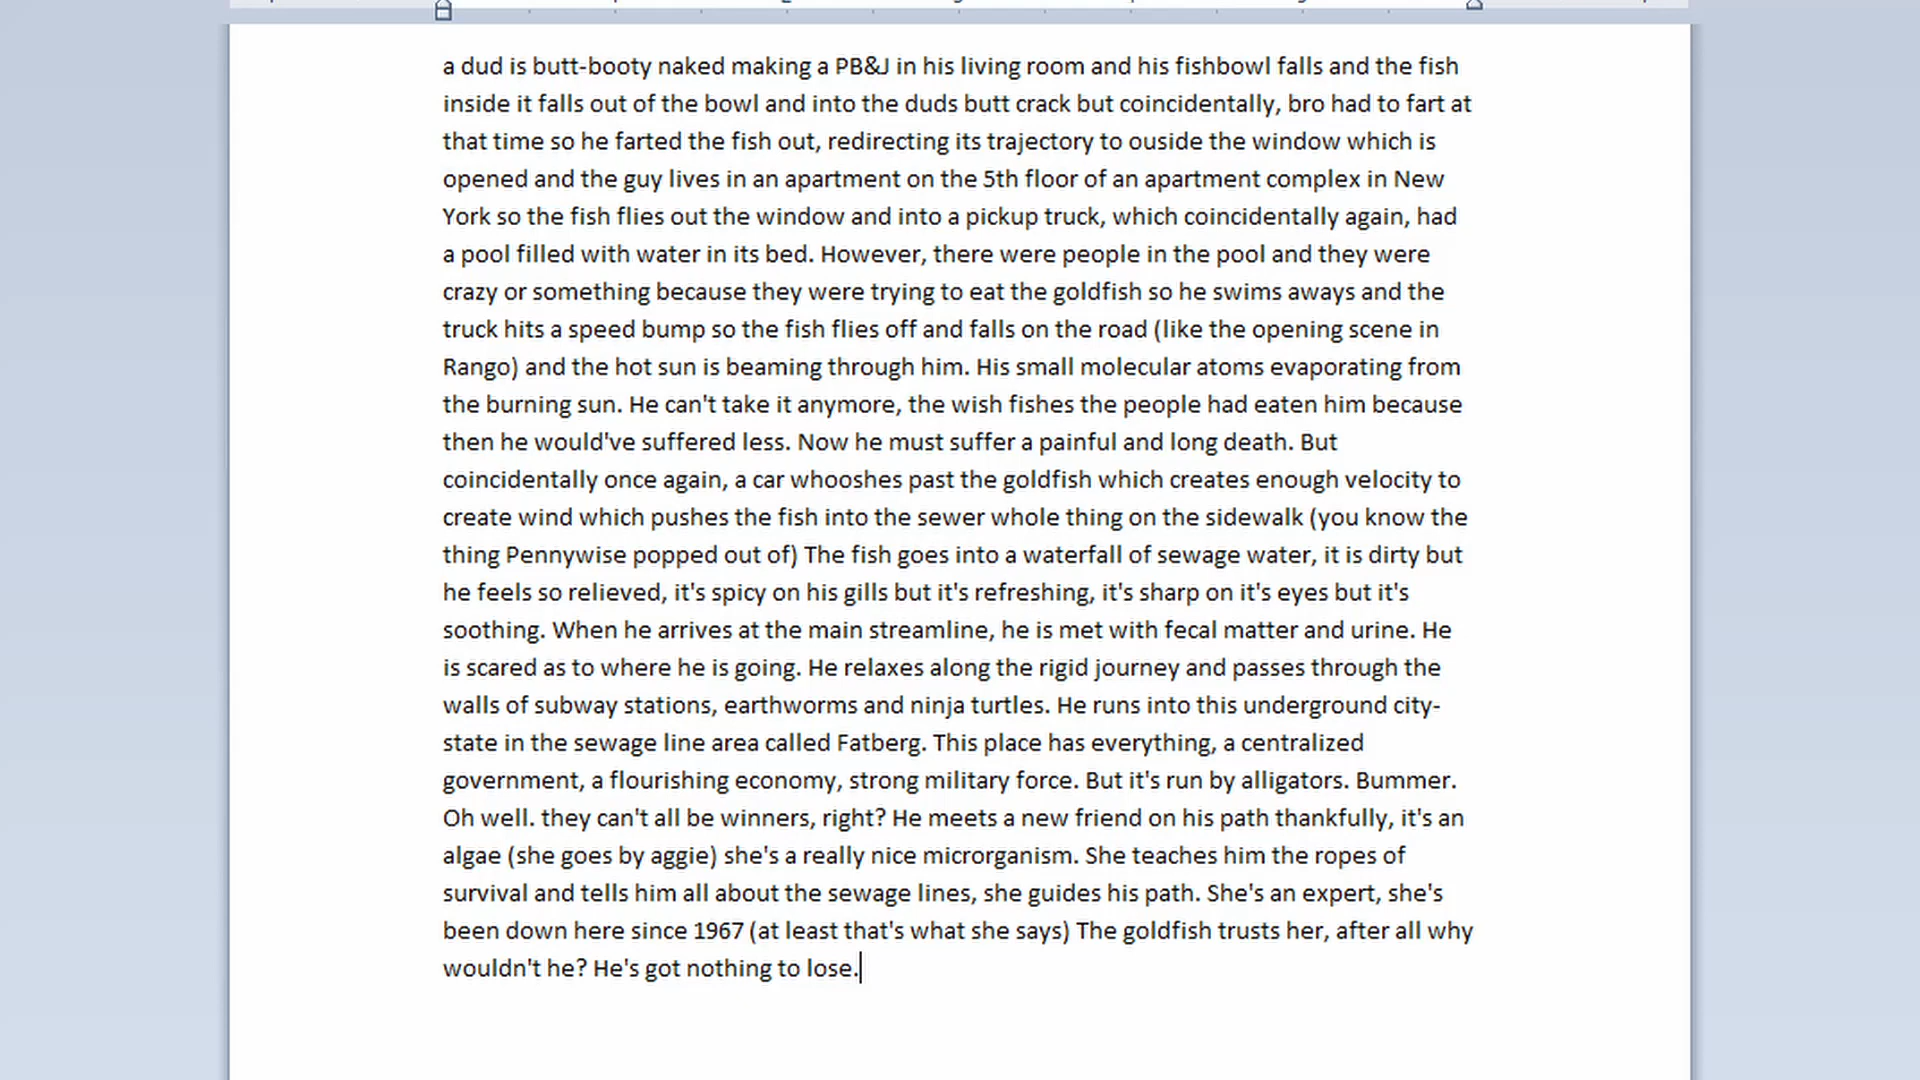 a dud is butt-booty naked making a PB&J in his living room and his fishbowl falls and the fish
inside it falls out of the bowl and into the duds butt crack but coincidentally, bro had to fart at
that time so he farted the fish out, redirecting its trajectory to ouside the window which is
opened and the guy lives in an apartment on the 5th floor of an apartment complex in New
York so the fish flies out the window and into a pickup truck, which coincidentally again, had
a pool filled with water in its bed. However, there were people in the pool and they were
crazy or something because they were trying to eat the goldfish so he swims aways and the
truck hits a speed bump so the fish flies off and falls on the road (like the opening scene in
Rango) and the hot sun is beaming through him. His small molecular atoms evaporating from
the burning sun. He can't take it anymore, the wish fishes the people had eaten him because
then he would've suffered less. Now he must suffer a painful and long death. But
coincidentally once again, a car whooshes past the goldfish which creates enough velocity to
create wind which pushes the fish into the sewer whole thing on the sidewalk (you know the
thing Pennywise popped out of) The fish goes into a waterfall of sewage water, it is dirty but
he feels so relieved, it's spicy on his gills but it's refreshing, it's sharp on it's eyes but it's
soothing. When he arrives at the main streamline, he is met with fecal matter and urine. He
is scared as to where he is going. He relaxes along the rigid journey and passes through the
walls of subway stations, earthworms and ninja turtles. He runs into this underground city-
state in the sewage line area called Fatberg. This place has everything, a centralized
government, a flourishing economy, strong military force. But it's run by alligators. Bummer.
Oh well. they can't all be winners, right? He meets a new friend on his path thankfully, it's an
algae (she goes by aggie) she's a really nice microrganism. She teaches him the ropes of
survival and tells him all about the sewage lines, she guides his path. She's an expert, she's
been down here since 1967 (at least that's what she says) The goldfish trusts her, after all why
wouldn't he? He's got nothing to lose.